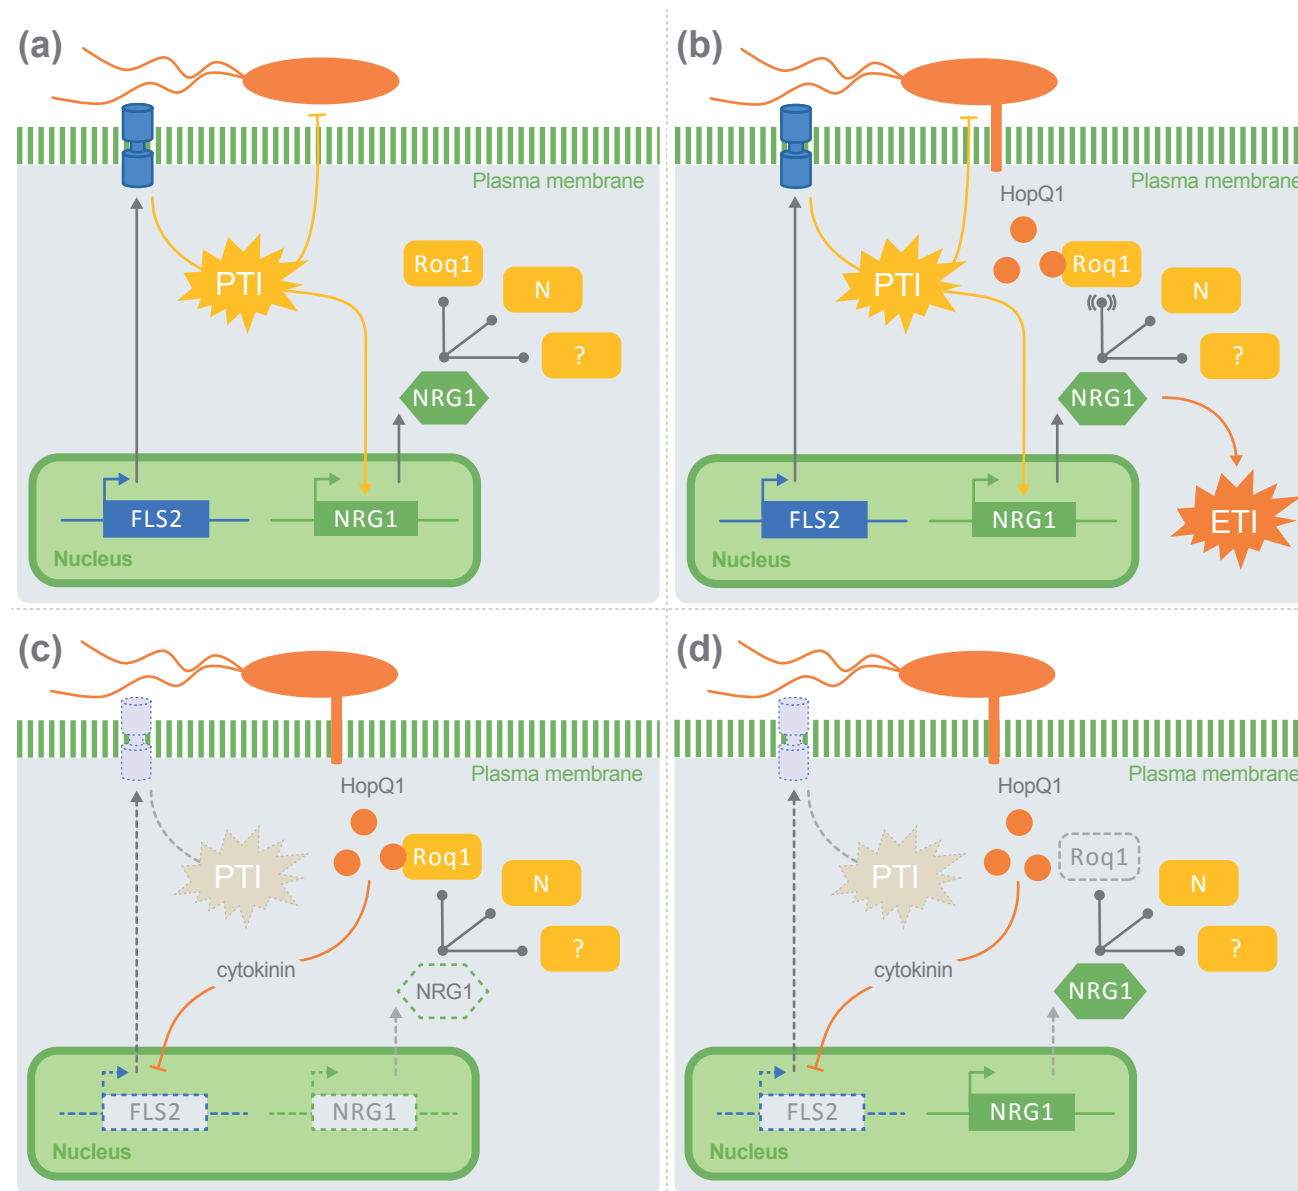 (a)
Plasma membrane
PTI
Roq1
N
?
NRG1
FLS2
NRG1
Nucleus
(b)
Plasma membrane
HopQ1
PTI
Roq1
N
?
NRG1
FLS2
NRG1
ETI
Nucleus
(c)
Plasma membrane
HopQ1
PTI
Roq1
N
?
cytokinin
NRG1
FLS2
NRG1
Nucleus
(d)
Plasma membrane
HopQ1
PTI
Roq1
N
?
cytokinin
NRG1
FLS2
NRG1
Nucleus